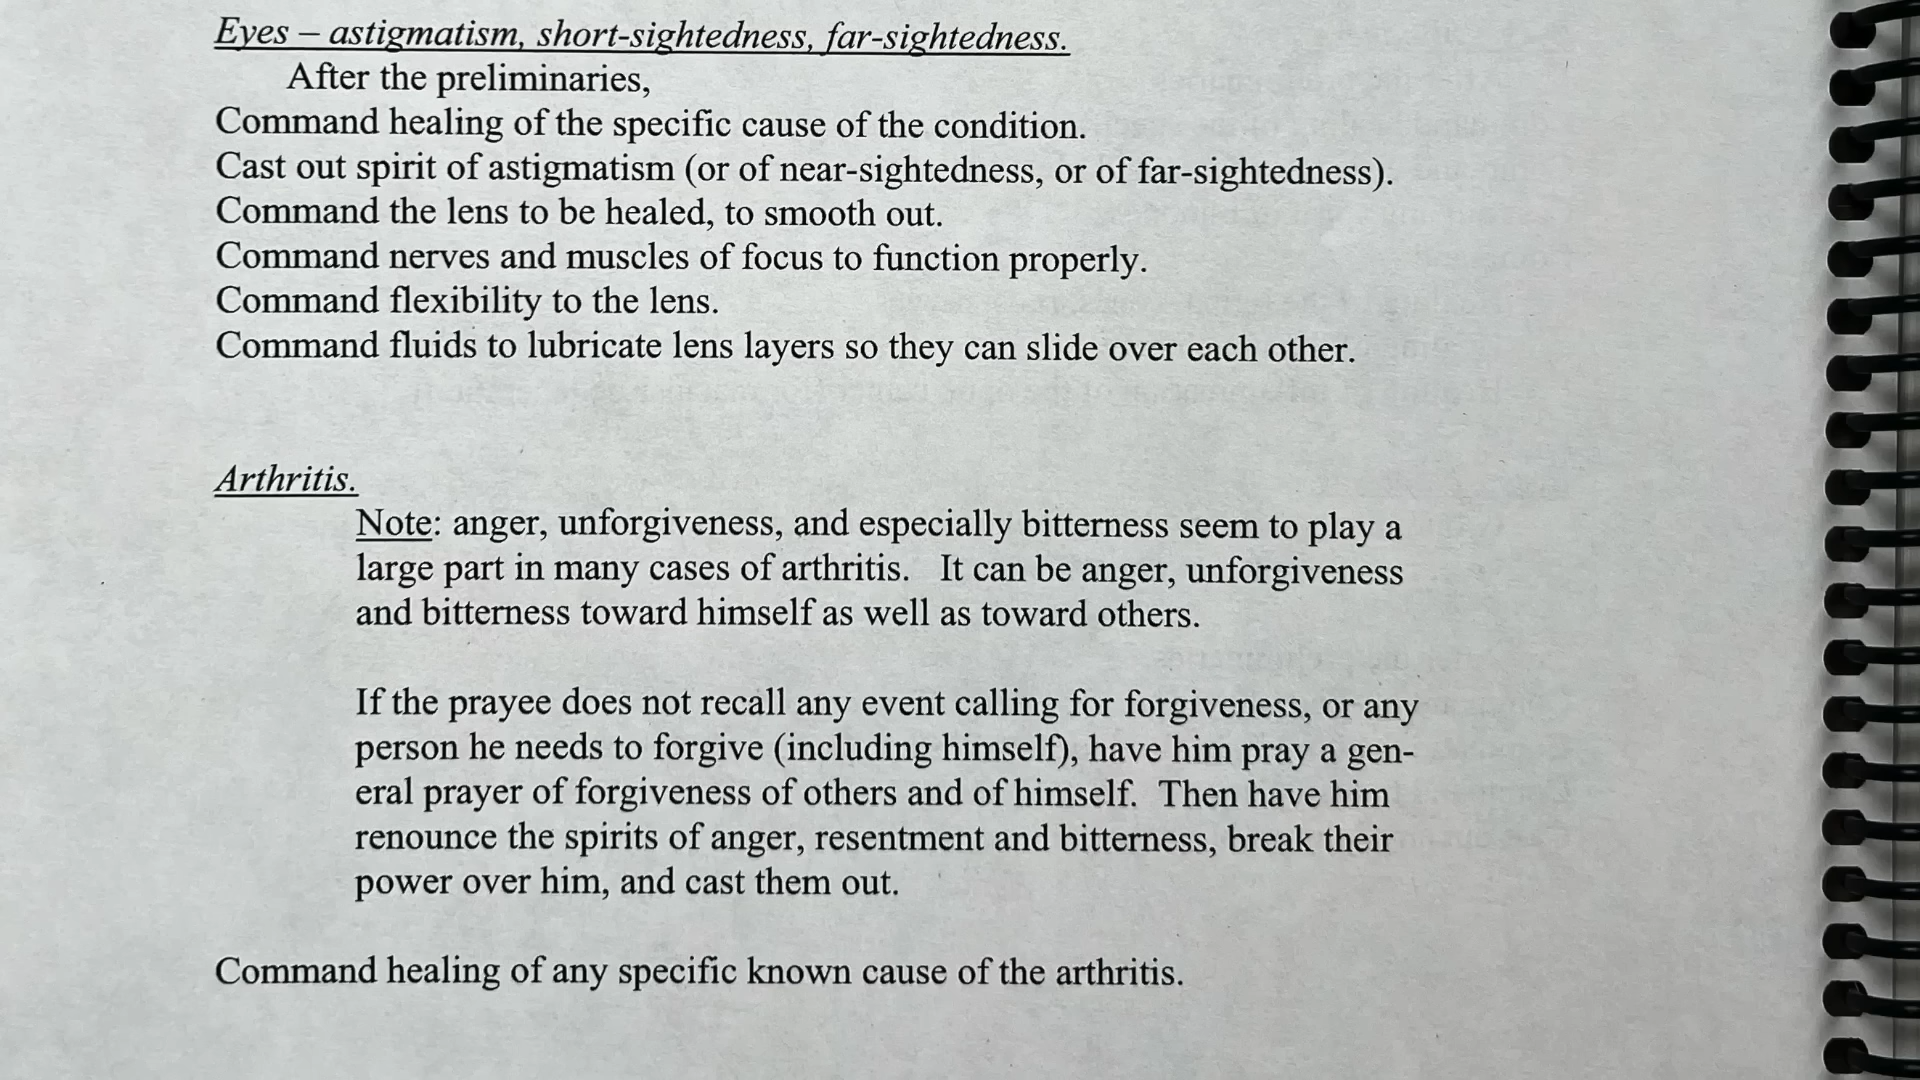 Eyes – astigmatism, short-sightedness, far-sightedness.
After the preliminaries,
Command healing of the specific cause of the condition.
Cast out spirit of astigmatism (or of near-sightedness, or of far-sightedness).
Command the lens to be healed, to smooth out.
Command nerves and muscles of focus to function properly.
Command flexibility to the lens.
Command fluids to lubricate lens layers so they can slide over each other.
Arthritis.
Note: anger, unforgiveness, and especially bitterness seem to play a
large part in many cases of arthritis. It can be anger, unforgiveness
and bitterness toward himself as well as toward others.
If the prayee does not recall any event calling for forgiveness, or any
person he needs to forgive (including himself), have him pray a gen-
eral prayer of forgiveness of others and of himself. Then have him
renounce the spirits of anger, resentment and bitterness, break their
power over him, and cast them out.
Command healing of any specific known cause of the arthritis.